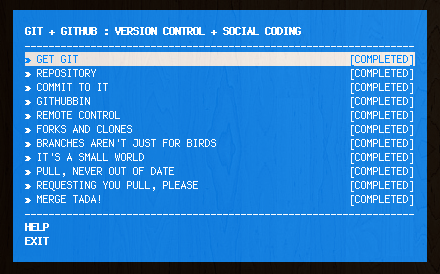 GIT + GITHUB : VERSION CONTROL + SOCIAL CODING
» GET GIT [COMPLETED]
» REPOSITORY [COMPLETED]
» COMMIT TO IT [COMPLETED]
» GITHUBBIN [COMPLETED]
» REMOTE CONTROL [COMPLETED]
» FORKS AND CLONES [COMPLETED]
» BRANCHES AREN'T JUST FOR BIRDS [COMPLETED]
» IT'S A SMALL WORLD [COMPLETED]
» PULL, NEVER OUT OF DATE [COMPLETED]
» REQUESTING YOU PULL, PLEASE [COMPLETED]
» MERGE TADA! [COMPLETED]
HELP
EXIT